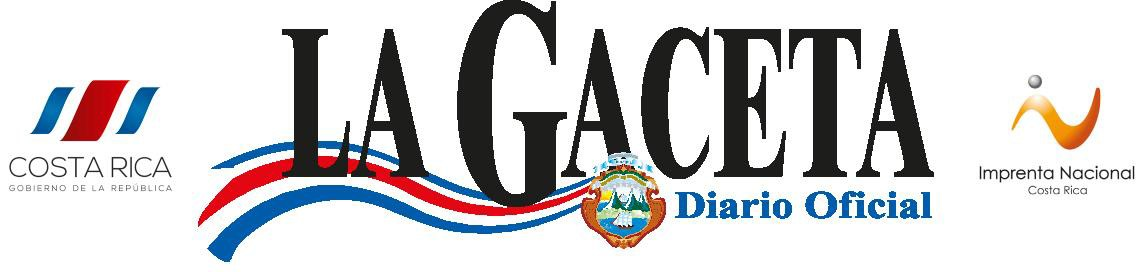 COSTA RICA
GOBIERNO DE LA REPÚBLICA
LA GACETA
Diario Oficial
Imprenta Nacional
Costa Rica